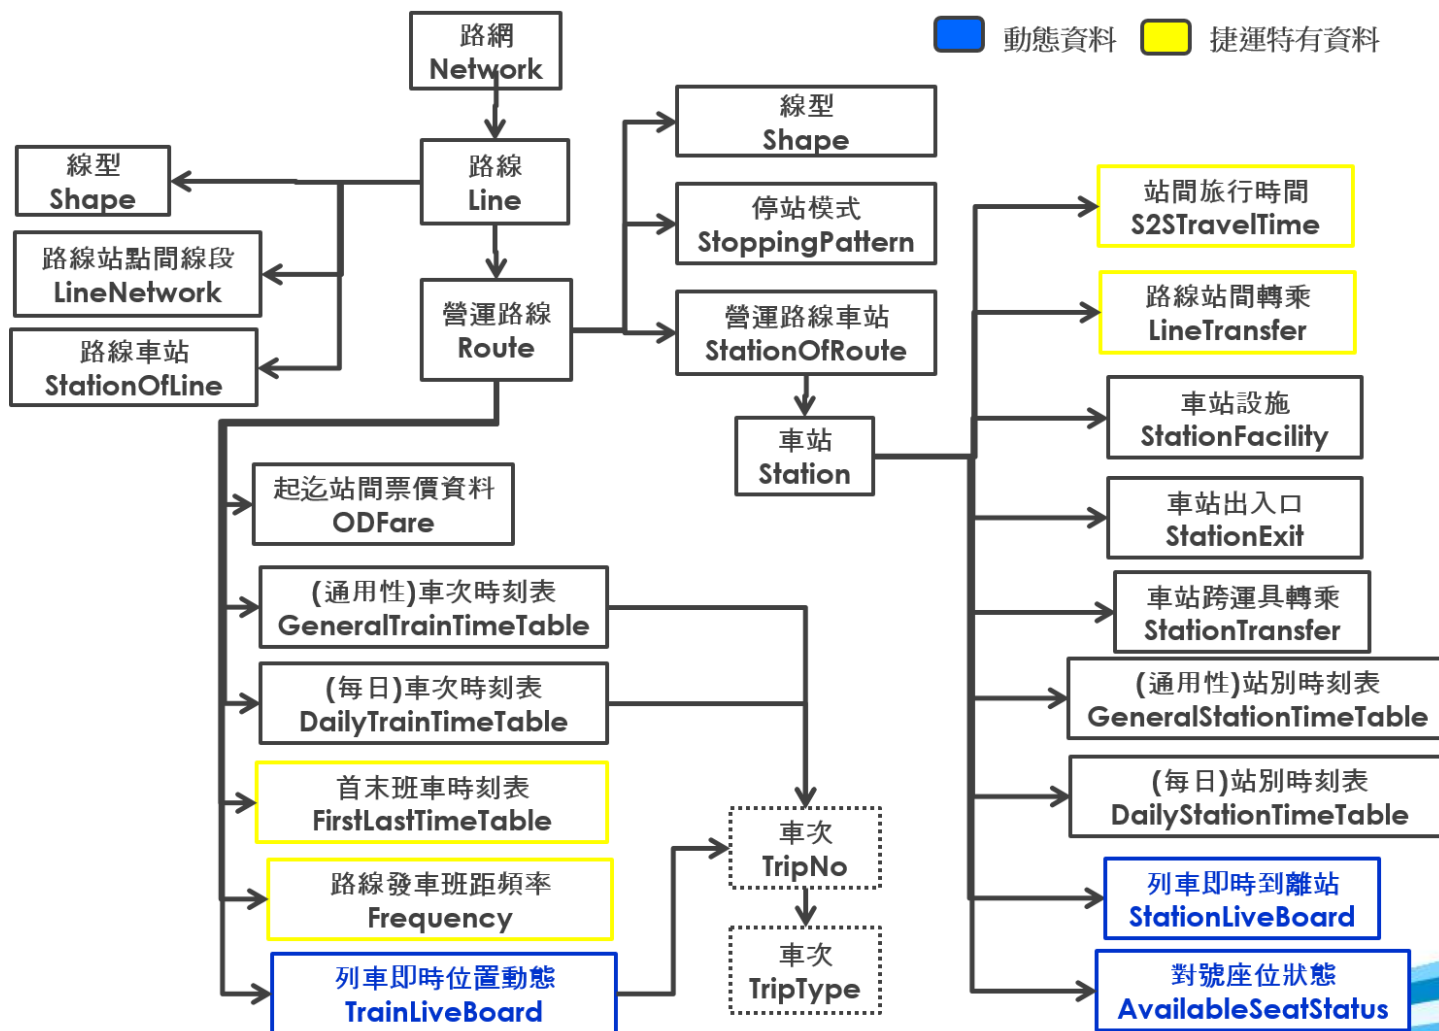 路網
Network
動態資料
捷運特有資料
線型
Shape
路線
Line
線型
Shape
路線站點間線段
LineNetwork
路線車站
StationOfLine
營運路線
Route
停站模式
StoppingPattern
營運路線車站
StationOfRoute
車站
Station
站間旅行時間
S2STravelTime
路線站間轉乘
LineTransfer
車站設施
StationFacility
車站出入口
StationExit
車站跨運具轉乘
StationTransfer
(通用性)站別時刻表
GeneralStationTimeTable
(每日)站別時刻表
DailyStationTimeTable
列車即時到離站
StationLiveBoard
對號座位狀態
AvailableSeatStatus
起迄站間票價資料
ODFare
(通用性)車次時刻表
GeneralTrainTimeTable
(每日)車次時刻表
DailyTrainTimeTable
首末班車時刻表
FirstLastTimeTable
路線發車班距頻率
Frequency
列車即時位置動態
TrainLiveBoard
車次
TripNo
車次
TripType